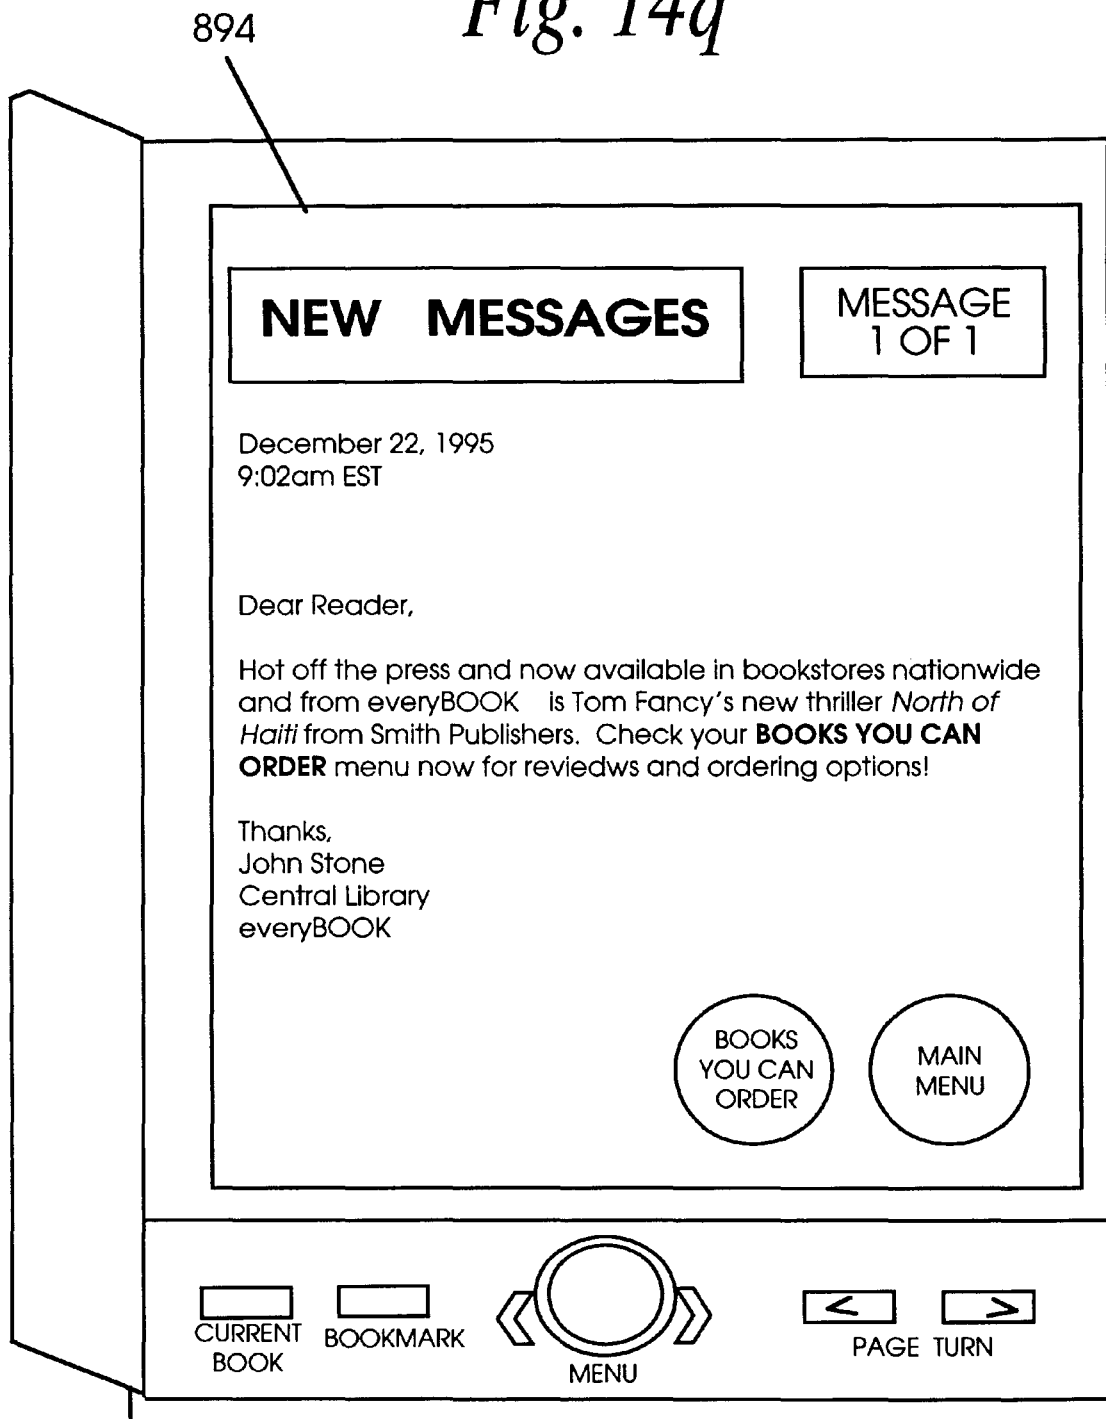 Fig. 14q
894
NEW MESSAGES
MESSAGE
1 OF 1
December 22, 1995
9:02am EST
Dear Reader,
Hot off the press and now available in bookstores nationwide
and from everyBOOK is Tom Fancy's new thriller North of
Haiti from Smith Publishers. Check your BOOKS YOU CAN
ORDER menu now for reviedws and ordering options!
Thanks,
John Stone
Central Library
everyBOOK
BOOKS
YOU CAN
ORDER
MAIN
MENU
CURRENT
BOOK
BOOKMARK
MENU
< >
PAGE TURN